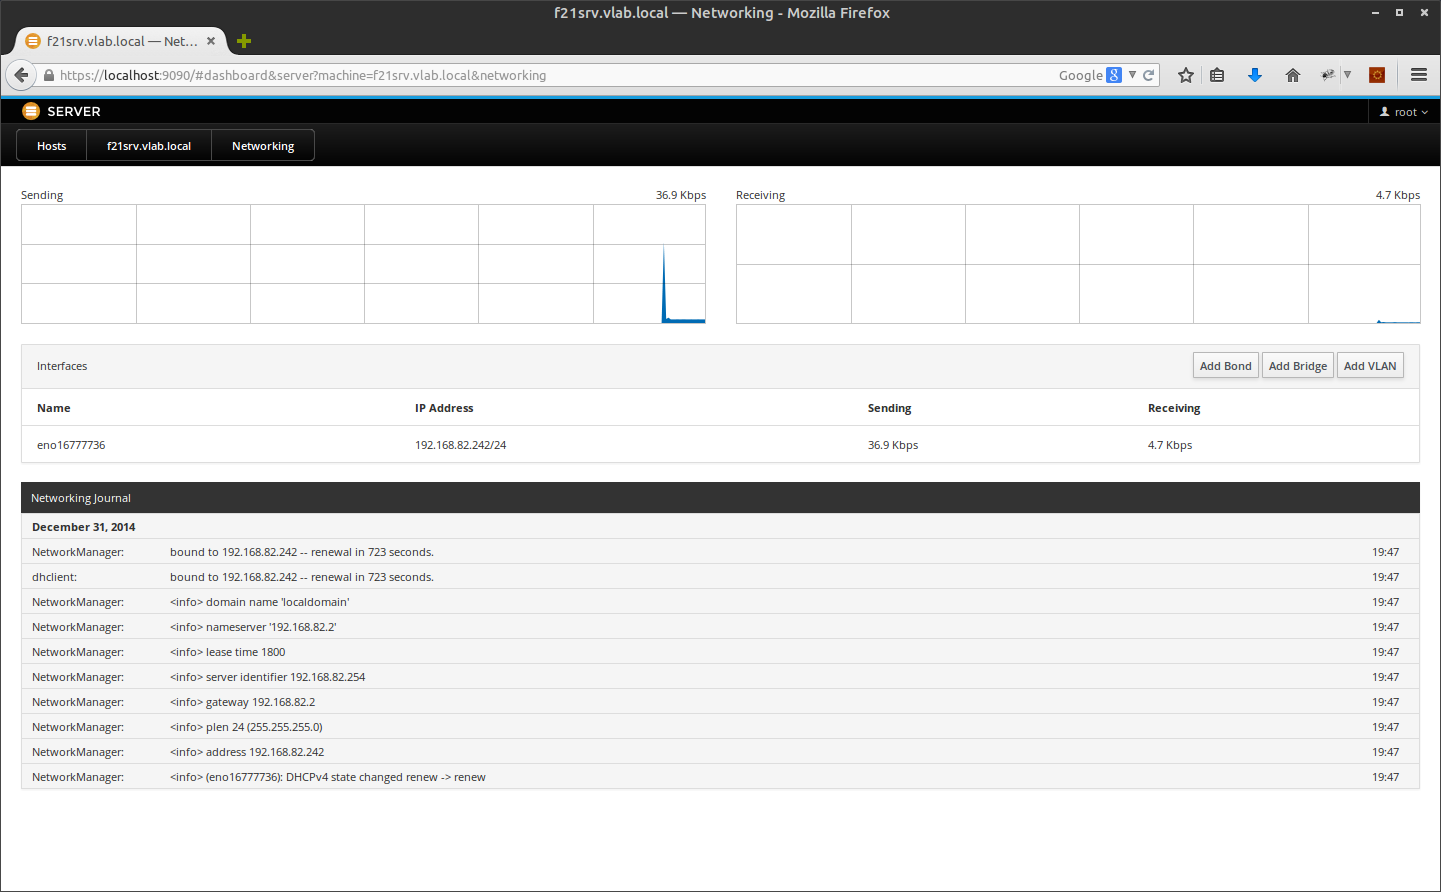 f21srv.vlab.local — Networking - Mozilla Firefox
f21srv.vlab.local — Net...
https://localhost:9090/#dashboard&server?machine=f21srv.vlab.local&networking
Google 8
SERVER
root
Hosts
f21srv.vlab.local
Networking
Sending 36.9 Kbps
Receiving 4.7 Kbps
Interfaces
Add Bond
Add Bridge
Add VLAN
Name IP Address Sending Receiving
eno16777736 192.168.82.242/24 36.9 Kbps 4.7 Kbps
Networking Journal
December 31, 2014
NetworkManager: bound to 192.168.82.242 -- renewal in 723 seconds. 19:47
dhclient: bound to 192.168.82.242 -- renewal in 723 seconds. 19:47
NetworkManager: <info> domain name 'localdomain' 19:47
NetworkManager: <info> nameserver '192.168.82.2' 19:47
NetworkManager: <info> lease time 1800 19:47
NetworkManager: <info> server identifier 192.168.82.254 19:47
NetworkManager: <info> gateway 192.168.82.2 19:47
NetworkManager: <info> plen 24 (255.255.255.0) 19:47
NetworkManager: <info> address 192.168.82.242 19:47
NetworkManager: <info> (eno16777736): DHCPv4 state changed renew -> renew 19:47